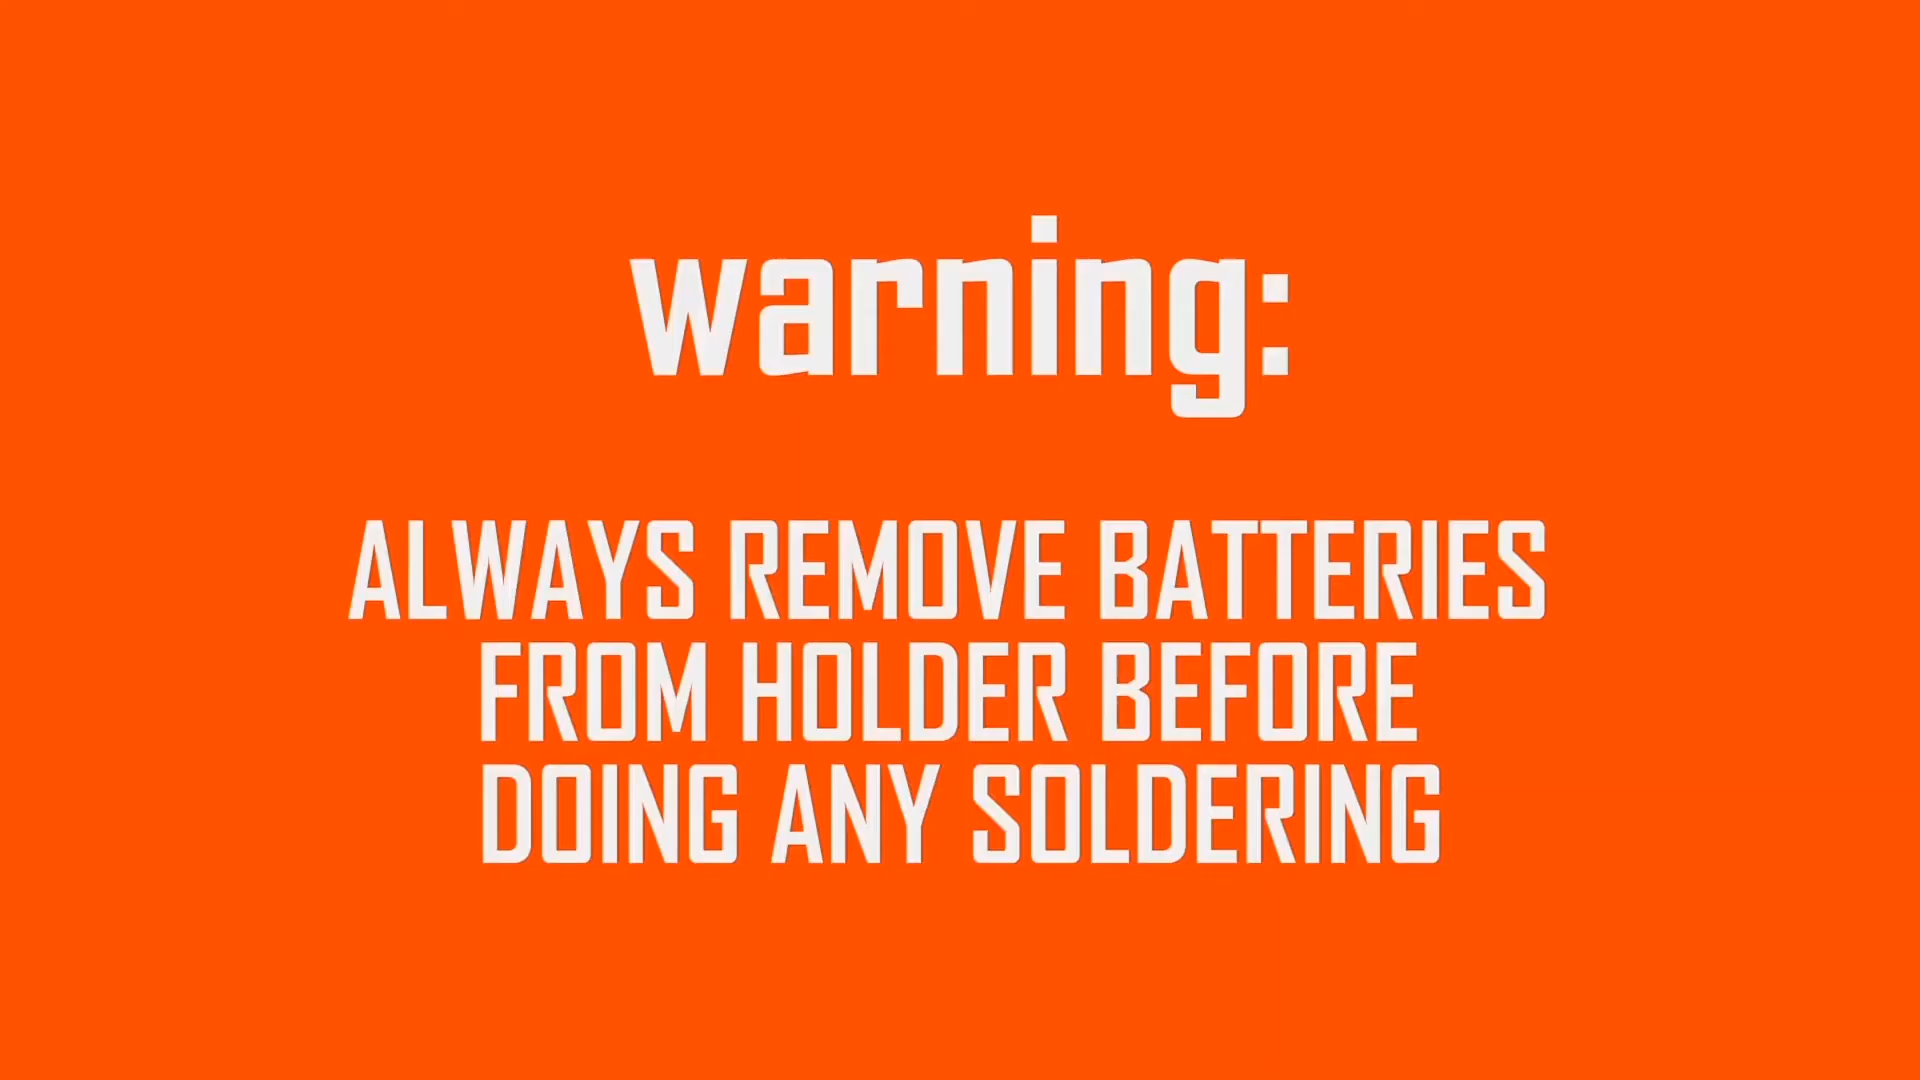 warning:
ALWAYS REMOVE BATTERIES
FROM HOLDER BEFORE
DOING ANY SOLDERING